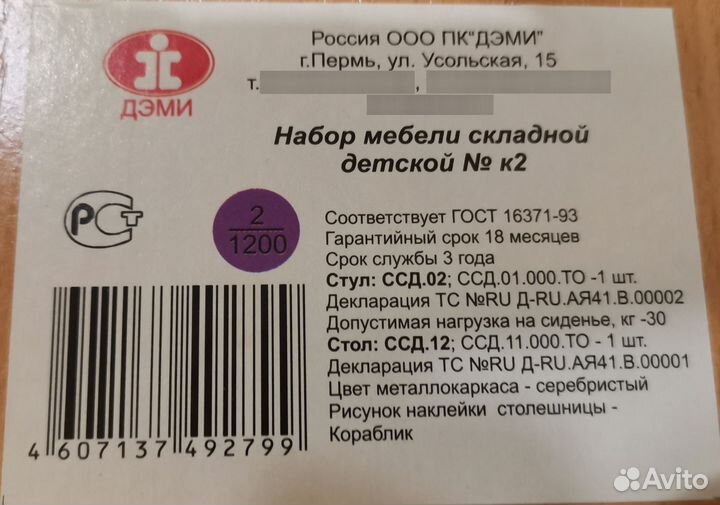 ДЭМИ
Россия ООО ПК"ДЭМИ"
г.Пермь, ул. Усольская, 15
т. ,
Набор мебели складной
детской № к2
РСТ
2
1200
Соответствует ГОСТ 16371-93
Гарантийный срок 18 месяцев
Срок службы 3 года
Стул: ССД.02; ССД.01.000.ТО -1 шт.
Декларация ТС №RU Д-RU.АЯ41.В.00002
Допустимая нагрузка на сиденье, кг -30
Стол: ССД.12; ССД.11.000.ТО - 1 шт.
Декларация ТС №RU Д-RU.АЯ41.В.00001
Цвет металлокаркаса - серебристый
Рисунок наклейки столешницы -
Кораблик
4 607137 492799
Avito